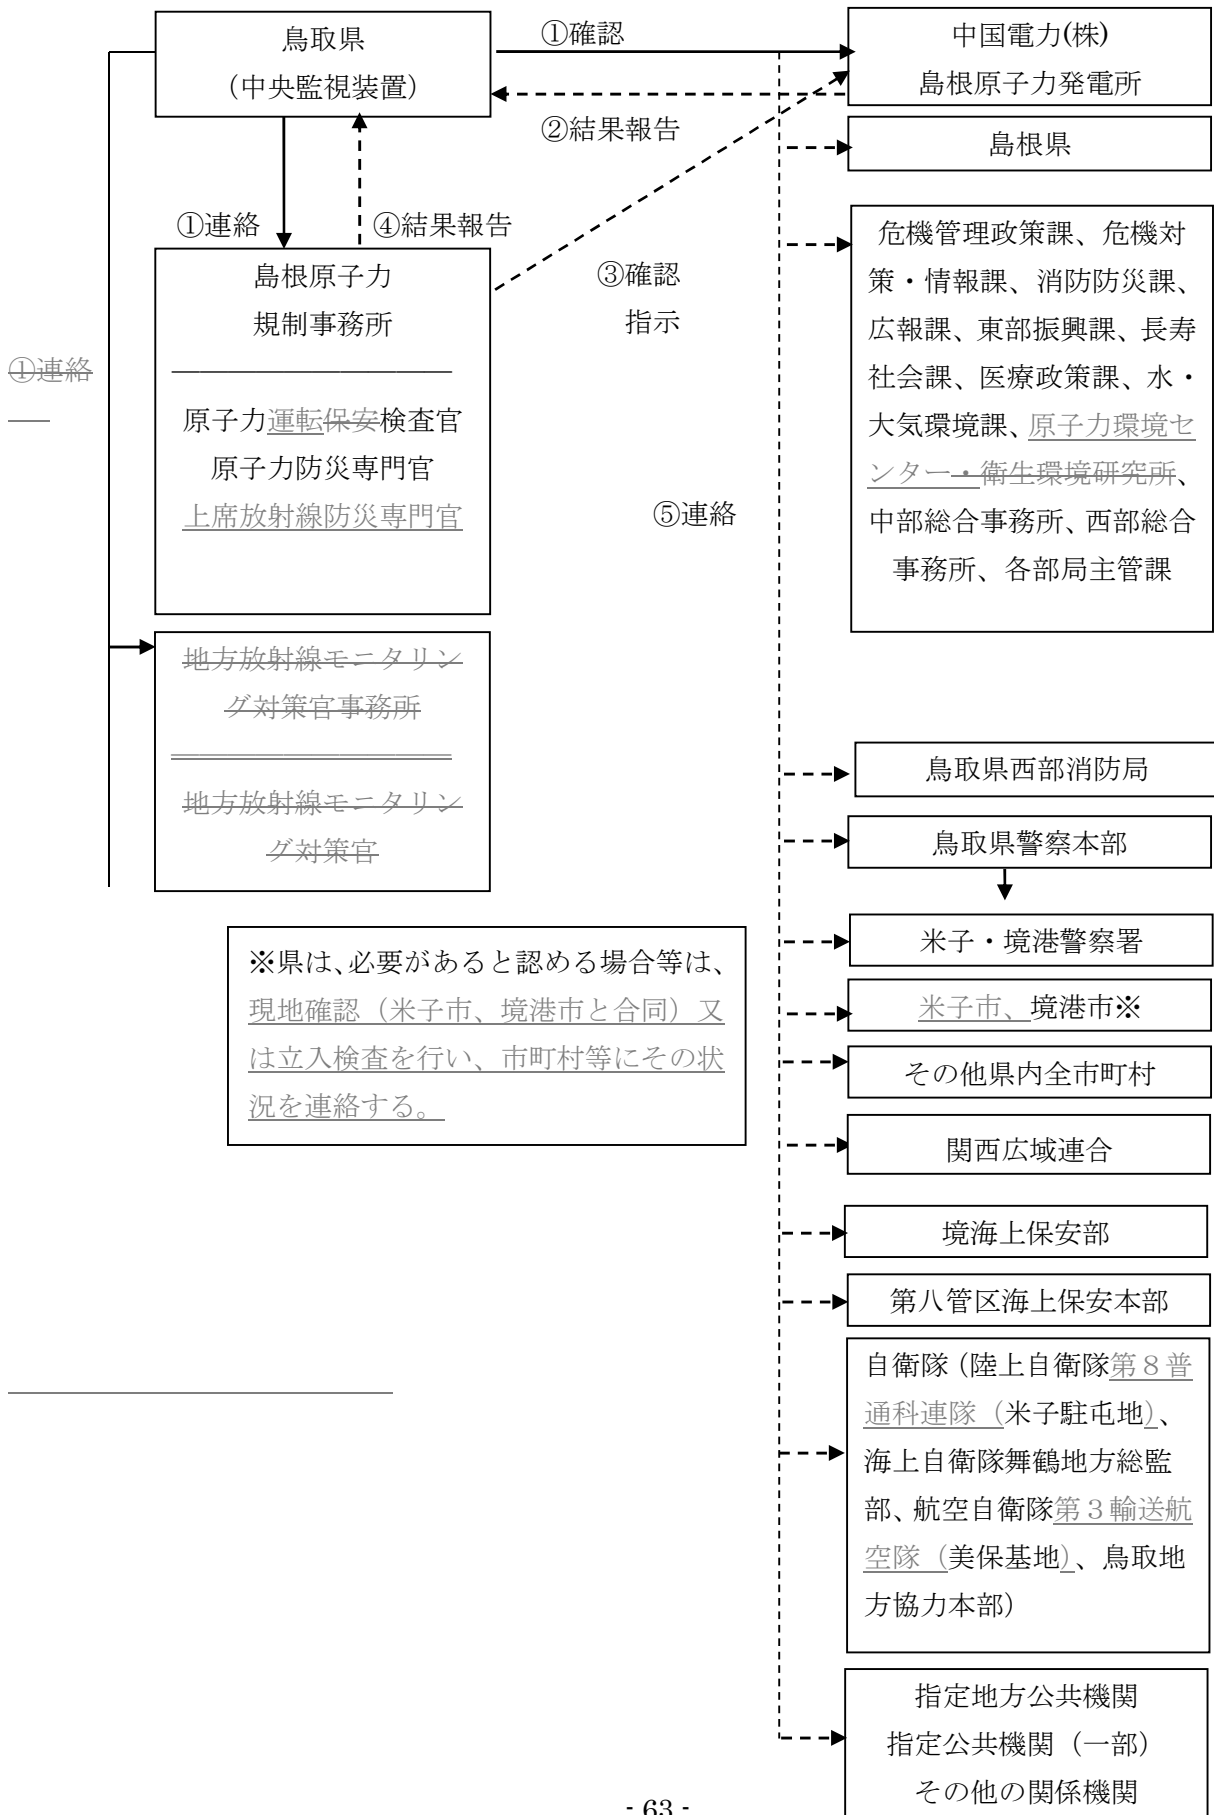 鳥取県
（中央監視装置）
①確認
中国電力(株)
島根原子力発電所
②結果報告
島根県
①連絡
④結果報告
島根原子力
規制事務所
原子力運転保安検査官
原子力防災専門官
上席放射線防災専門官
③確認
指示
危機管理政策課、危機対
策・情報課、消防防災課、
広報課、東部振興課、長寿
社会課、医療政策課、水・
大気環境課、原子力環境セ
ンター・衛生環境研究所、
中部総合事務所、西部総合
事務所、各部局主管課
①連絡
⑤連絡
地方放射線モニタリン
グ対策官事務所
地方放射線モニタリン
グ対策官
鳥取県西部消防局
鳥取県警察本部
米子・境港警察署
※県は、必要があると認める場合等は、
現地確認（米子市、境港市と合同）又
は立入検査を行い、市町村等にその状
況を連絡する。
米子市、境港市※
その他県内全市町村
関西広域連合
境海上保安部
第八管区海上保安本部
自衛隊（陸上自衛隊第８普
通科連隊（米子駐屯地）、
海上自衛隊舞鶴地方総監
部、航空自衛隊第３輸送航
空隊（美保基地）、鳥取地
方協力本部）
指定地方公共機関
指定公共機関（一部）
その他の関係機関
- 63 -